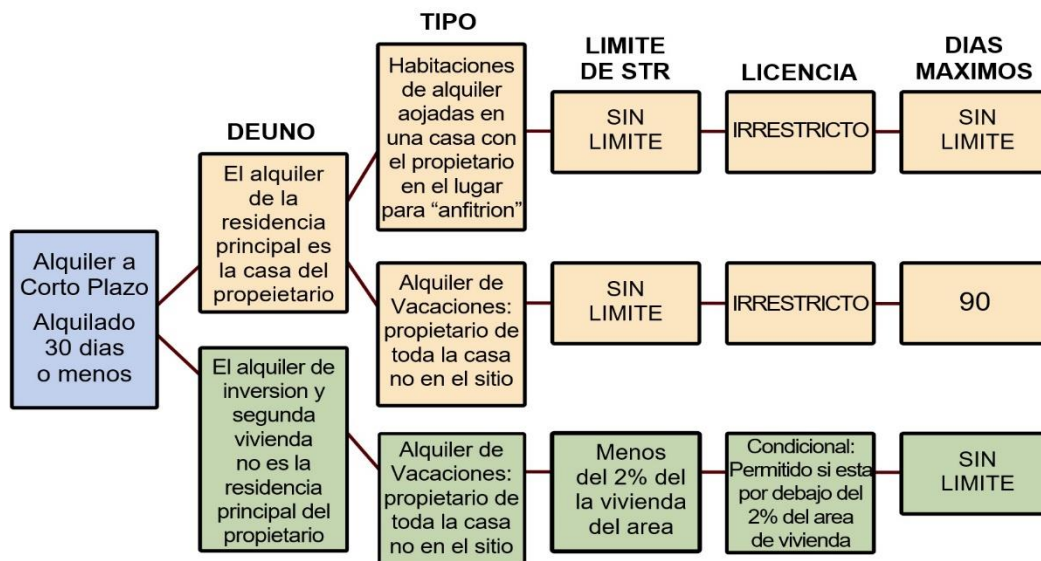 TIPO
LIMITE
DE STR
LICENCIA
DIAS
MAXIMOS
DEUNO
Habitaciones
de alquiler
aojadas en
una casa con
el propietario
en el lugar
para “anfitrion”
SIN
LIMITE
IRRESTRICTO
SIN
LIMITE
El alquiler
de la
residencia
principal es
la casa del
propeietario
Alquiler a
Corto Plazo
Alquilado
30 dias
o menos
Alquiler de
Vacaciones:
propietario de
toda la casa
no en el sitio
SIN
LIMITE
IRRESTRICTO
90
El alquiler de
inversion y
segunda
vivienda
no es la
residencia
principal del
propietario
Alquiler de
Vacaciones:
propietario de
toda la casa
no en el sitio
Menos
del 2% del
la vivienda
del area
Condicional:
Permitido si esta
por debajo del
2% del area
de vivienda
SIN
LIMITE